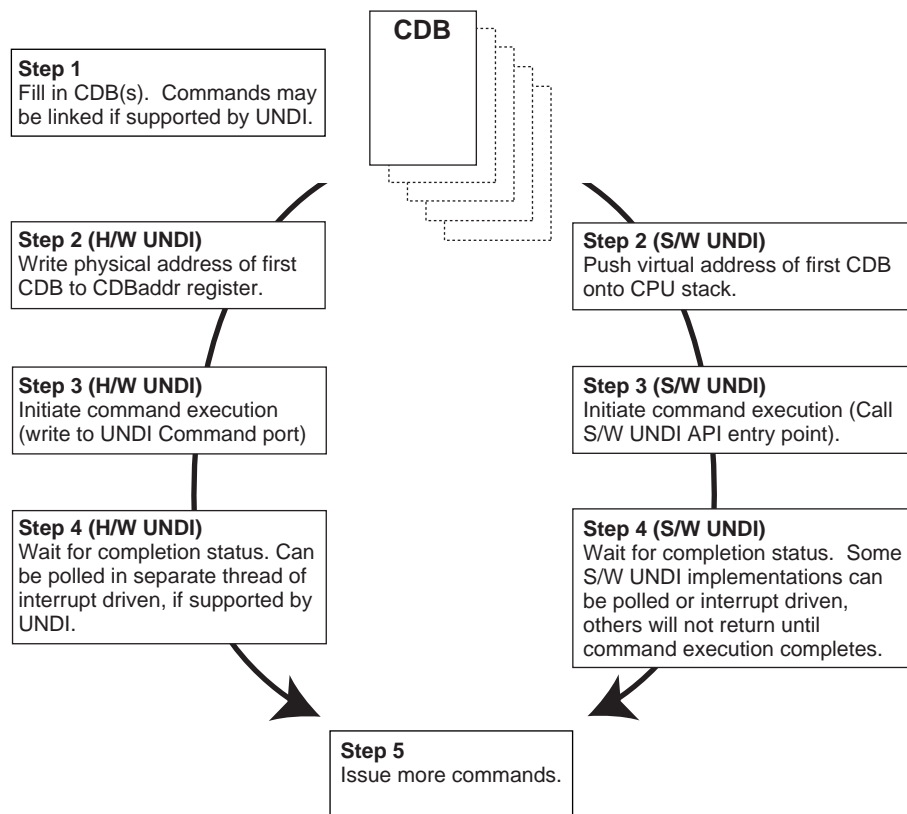 CDB
Step 1
Fill in CDB(s).  Commands may
be linked if supported by UNDI.
Step 2 (H/W UNDI)
Write physical address of first
CDB to CDBaddr register.
Step 2 (S/W UNDI)
Push virtual address of first CDB
onto CPU stack.
Step 3 (H/W UNDI)
Initiate command execution
(write to UNDI Command port)
Step 3 (S/W UNDI)
Initiate command execution (Call
S/W UNDI API entry point).
Step 4 (H/W UNDI)
Wait for completion status. Can
be polled in separate thread of
interrupt driven, if supported by
UNDI.
Step 4 (S/W UNDI)
Wait for completion status.  Some
S/W UNDI implementations can
be polled or interrupt driven,
others will not return until
command execution completes.
Step 5
Issue more commands.